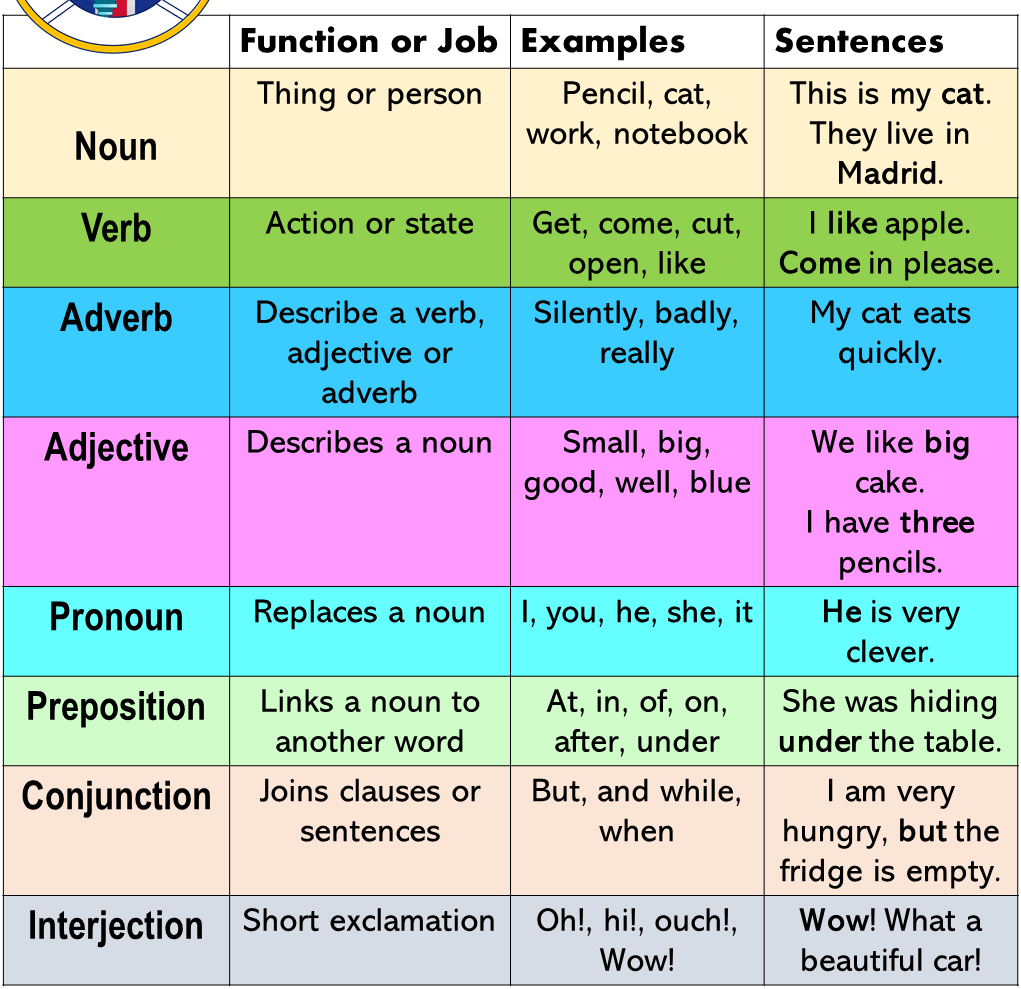 Function or Job Examples Sentences
Noun
Thing or person
Pencil, cat,
work, notebook
This is my cat.
They live in
Madrid.
Verb
Action or state
Get, come, cut,
open, like
I like apple.
Come in please.
Adverb
Describe a verb,
adjective or
adverb
Silently, badly,
really
My cat eats
quickly.
Adjective
Describes a noun
Small, big,
good, well, blue
We like big
cake.
I have three
pencils.
Pronoun
Replaces a noun
I, you, he, she, it
He is very
clever.
Preposition
Links a noun to
another word
At, in, of, on,
after, under
She was hiding
under the table.
Conjunction
Joins clauses or
sentences
But, and while,
when
I am very
hungry, but the
fridge is empty.
Interjection
Short exclamation
Oh!, hi!, ouch!,
Wow!
Wow! What a
beautiful car!